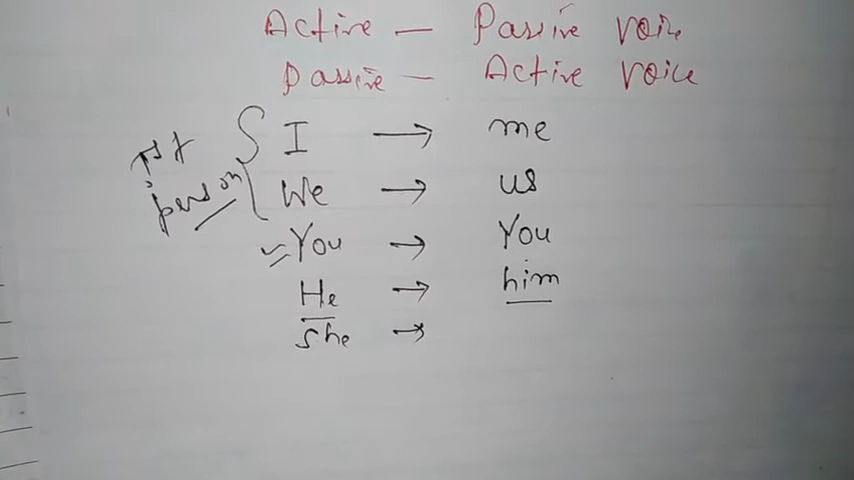 Active — Passive voice
Passive — Active voice
1st person { I → me
We → us
You → You
He → him
She →